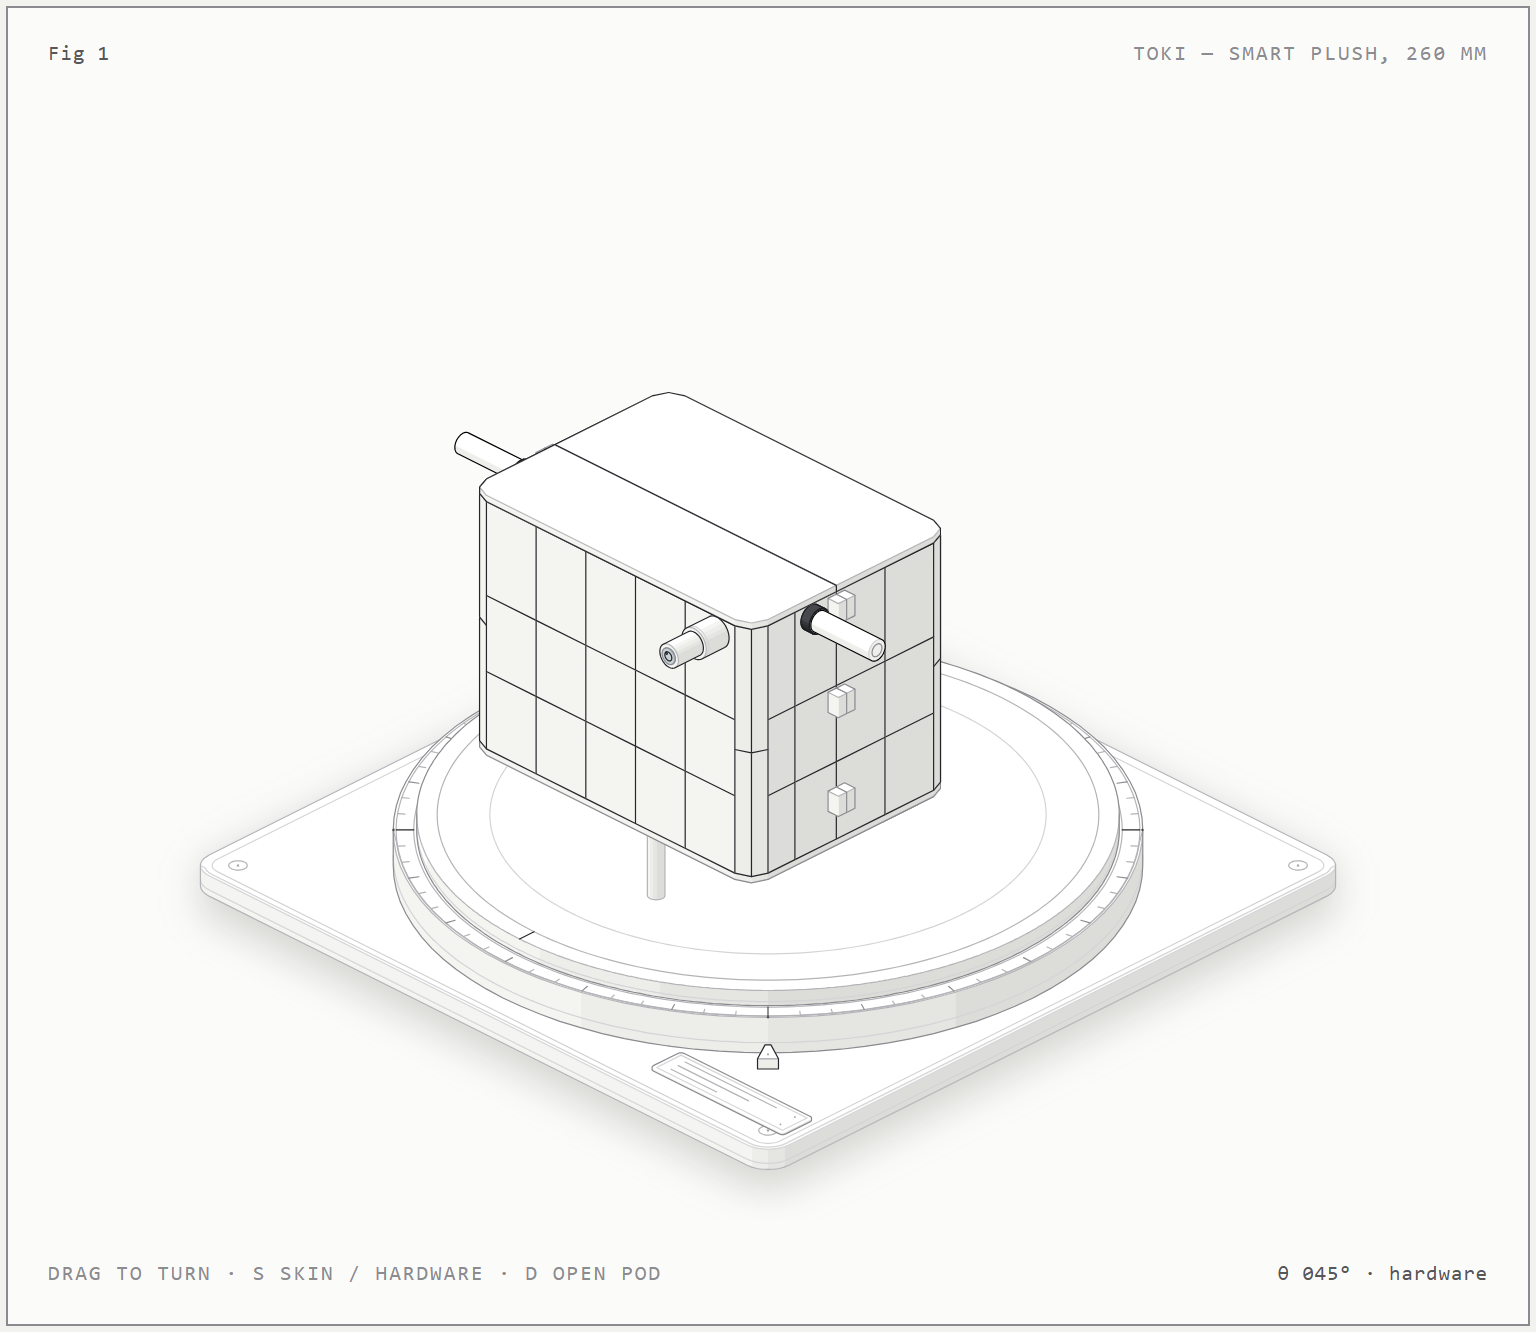 Fig 1
TOKI — SMART PLUSH, 260 MM
DRAG TO TURN · S SKIN / HARDWARE · D OPEN POD
θ 045° · hardware